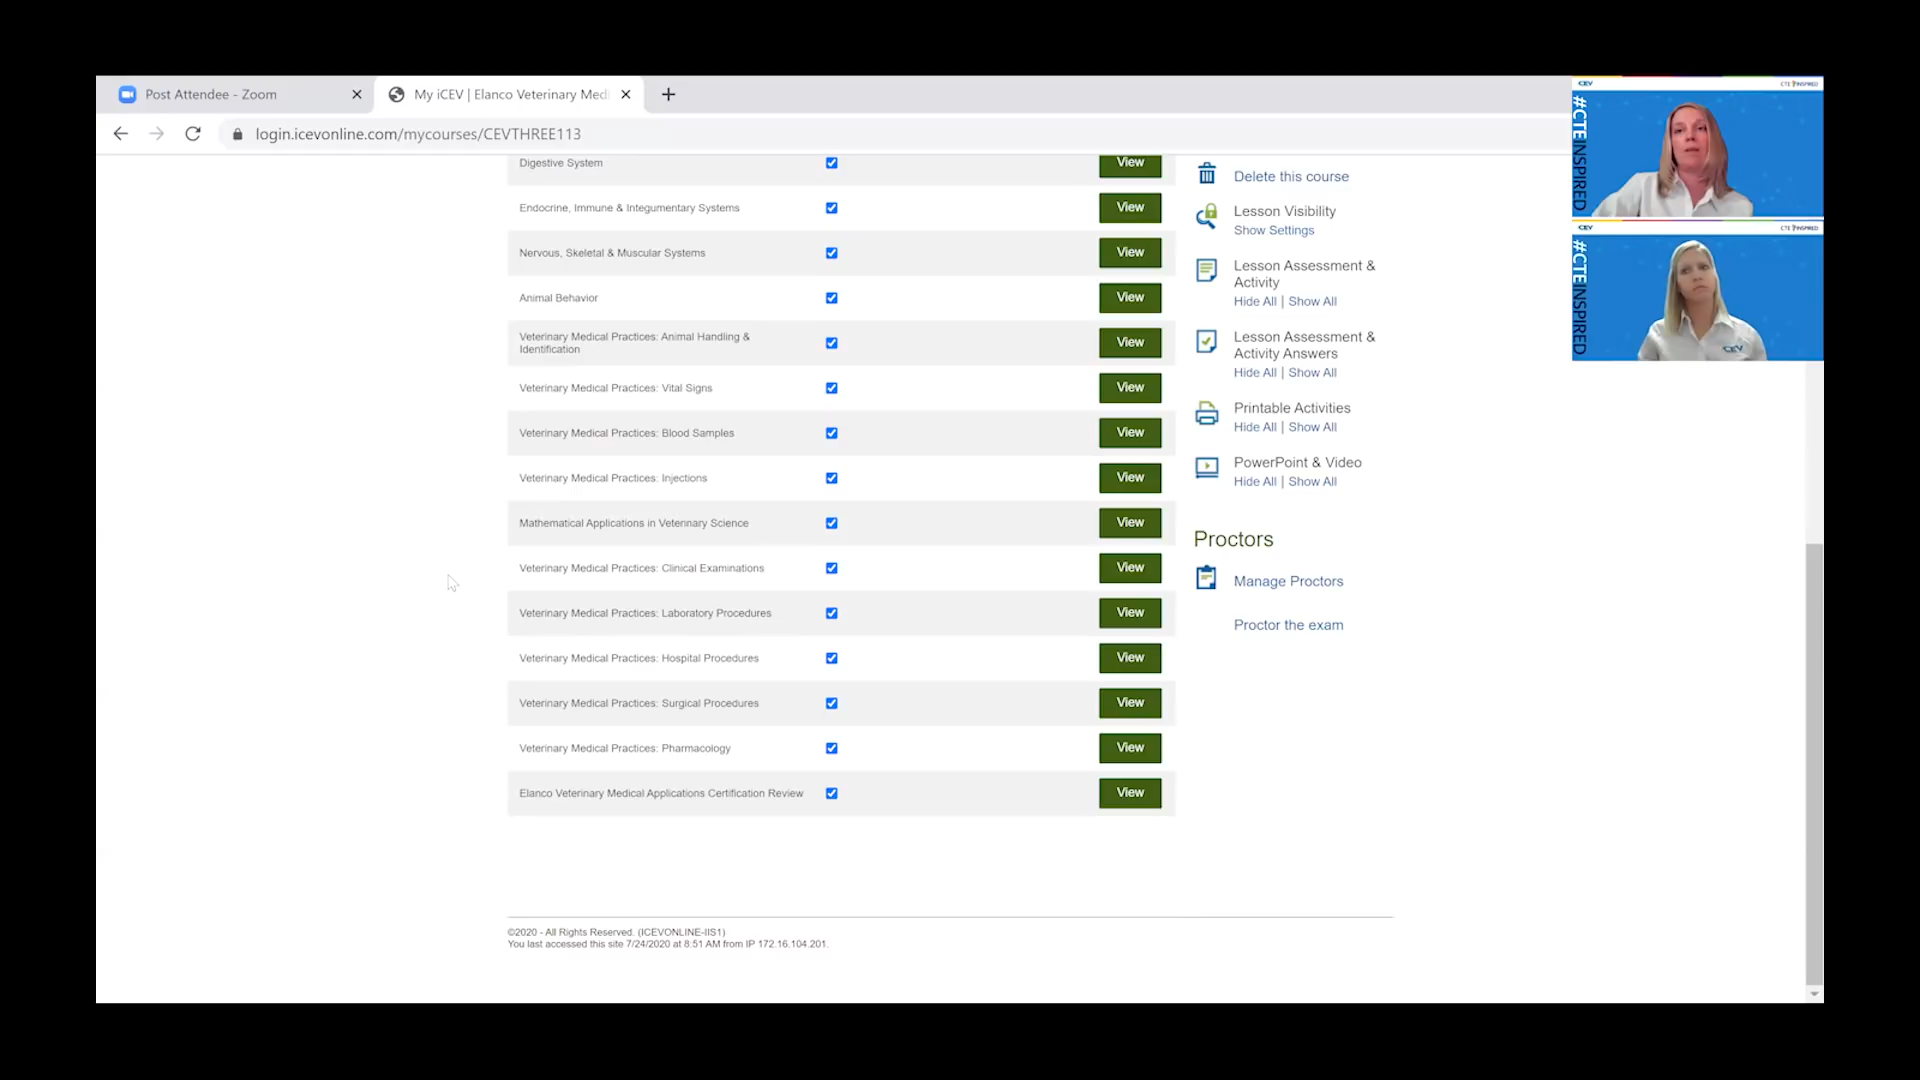 Post Attendee - Zoom
My iCEV | Elanco Veterinary Med
login.icevonline.com/mycourses/CEVTHREE113
Digestive System
View
Endocrine, Immune & Integumentary Systems
View
Nervous, Skeletal & Muscular Systems
View
Animal Behavior
View
Veterinary Medical Practices: Animal Handling &
Identification
View
Veterinary Medical Practices: Vital Signs
View
Veterinary Medical Practices: Blood Samples
View
Veterinary Medical Practices: Injections
View
Mathematical Applications in Veterinary Science
View
Veterinary Medical Practices: Clinical Examinations
View
Veterinary Medical Practices: Laboratory Procedures
View
Veterinary Medical Practices: Hospital Procedures
View
Veterinary Medical Practices: Surgical Procedures
View
Veterinary Medical Practices: Pharmacology
View
Elanco Veterinary Medical Applications Certification Review
View
Delete this course
Lesson Visibility
Show Settings
Lesson Assessment &
Activity
Hide All | Show All
Lesson Assessment &
Activity Answers
Hide All | Show All
Printable Activities
Hide All | Show All
PowerPoint & Video
Hide All | Show All
Proctors
Manage Proctors
Proctor the exam
©2020 - All Rights Reserved. (ICEVONLINE-IIS1)
You last accessed this site 7/24/2020 at 8:51 AM from IP 172.16.104.201.
CEV
CTE INSPIRED
#CTEINSPIRED
CEV
CTE INSPIRED
#CTEINSPIRED
CEV